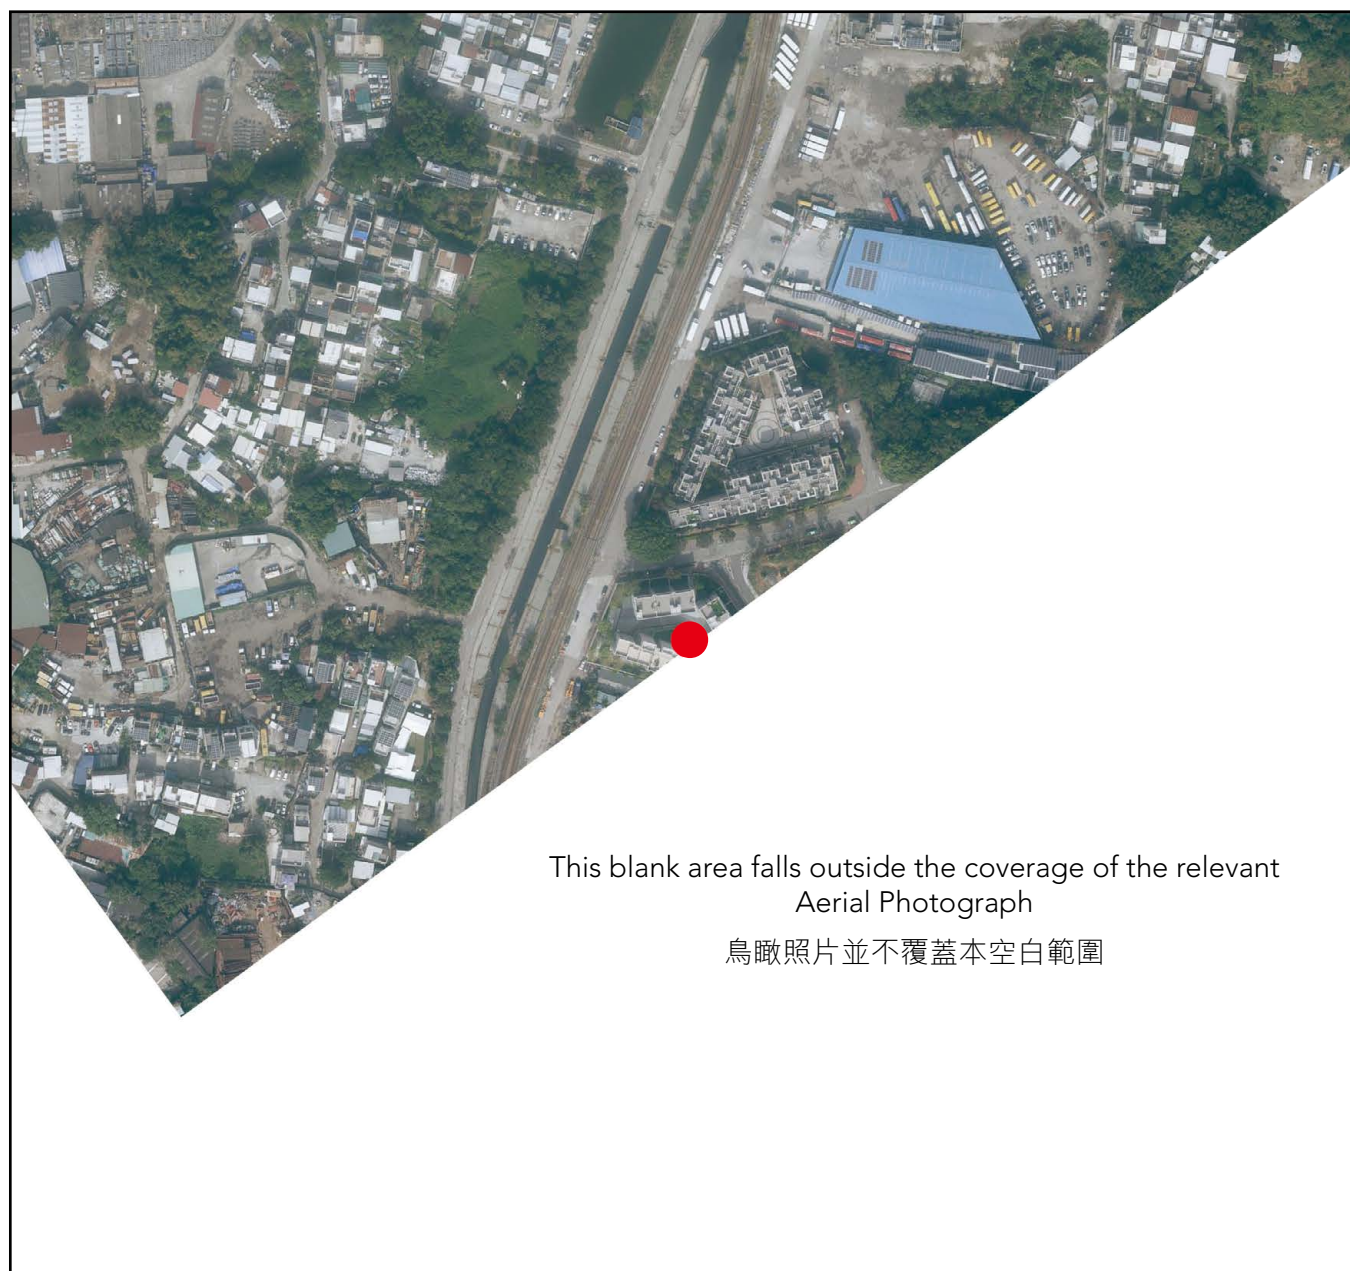 This blank area falls outside the coverage of the relevant
Aerial Photograph
鳥瞰照片並不覆蓋本空白範圍